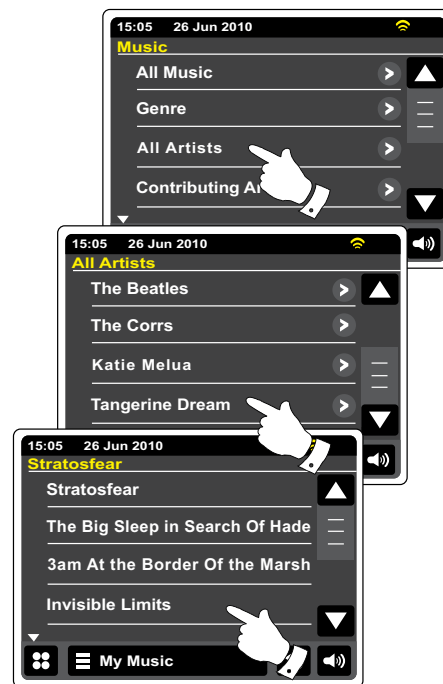 15:05 26 Jun 2010
Music
All Music
Genre
All Artists
Contributing Ar
15:05 26 Jun 2010
All Artists
The Beatles
The Corrs
Katie Melua
Tangerine Dream
15:05 26 Jun 2010
Stratosfear
Stratosfear
The Big Sleep in Search Of Hade
3am At the Border Of the Marsh
Invisible Limits
My Music